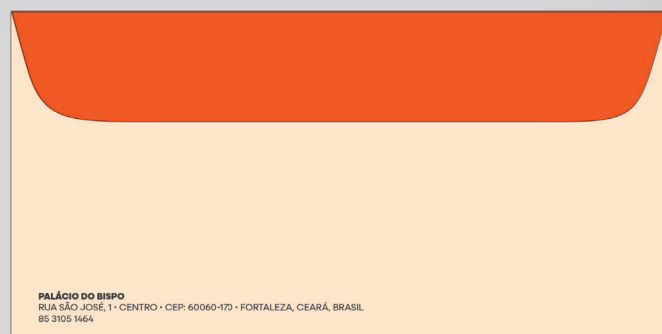 PALÁCIO DO BISPO
RUA SÃO JOSÉ, 1 • CENTRO • CEP: 60060-170 • FORTALEZA, CEARÁ, BRASIL
85 3105 1464